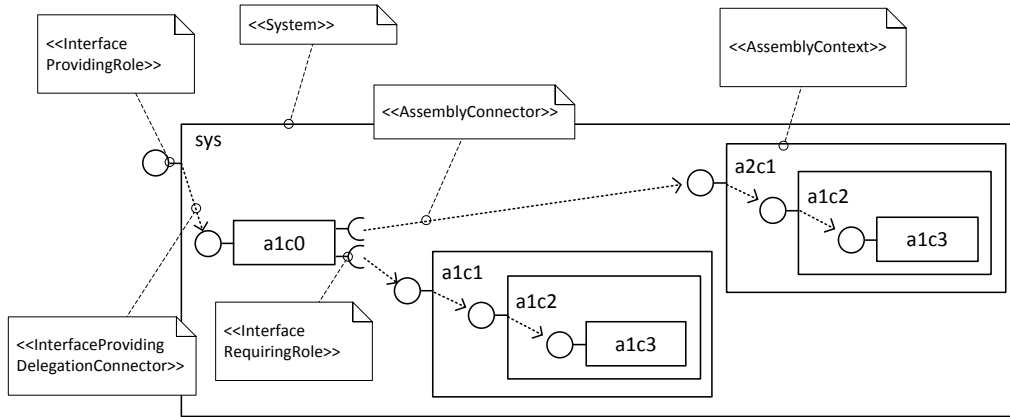 <<System>>
<<Interface
ProvidingRole>>
<<AssemblyContext>>
<<AssemblyConnector>>
sys
a2c1
a1c2
a1c3
a1c0
a1c1
a1c2
a1c3
<<InterfaceProviding
DelegationConnector>>
<<Interface
RequiringRole>>